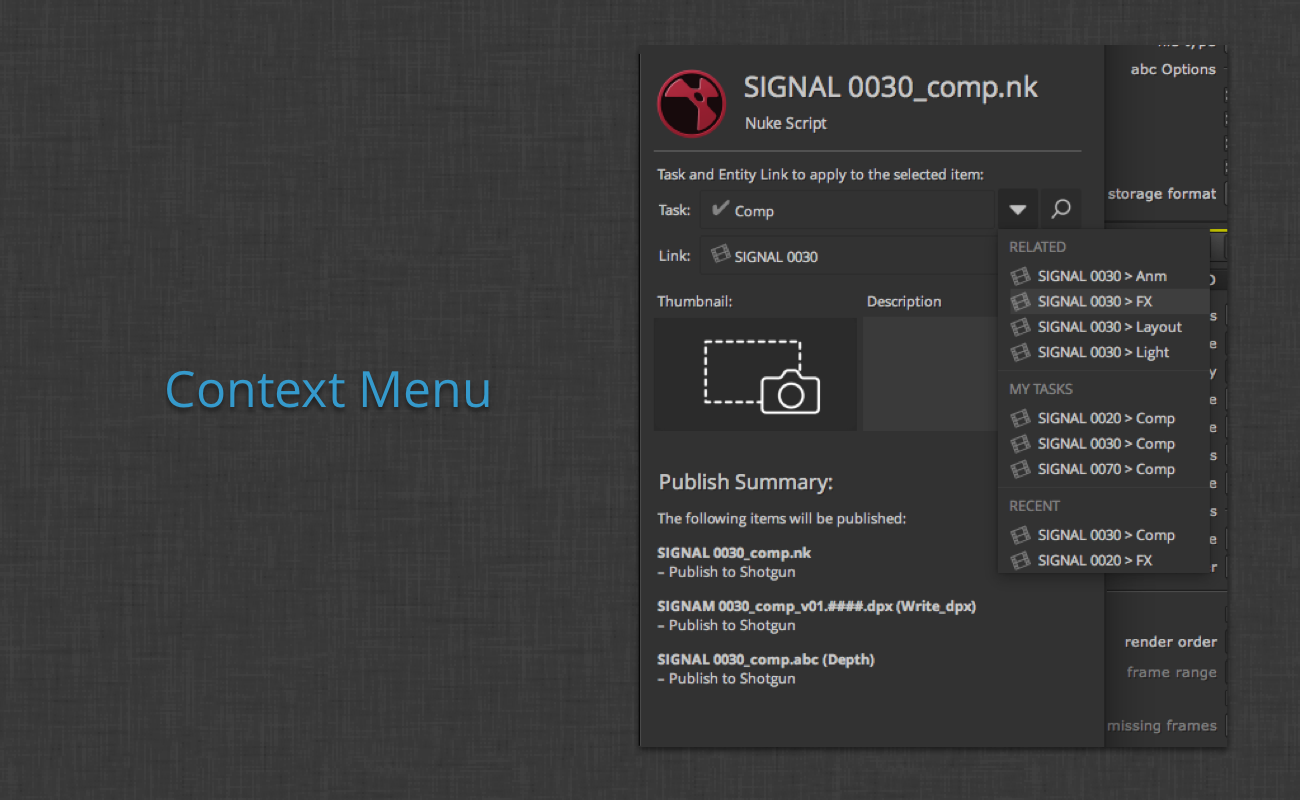 Context Menu
SIGNAL 0030_comp.nk
Nuke Script
Task and Entity Link to apply to the selected item:
Task: Comp
Link: SIGNAL 0030
Thumbnail: Description
RELATED
SIGNAL 0030 > Anm
SIGNAL 0030 > FX
SIGNAL 0030 > Layout
SIGNAL 0030 > Light
MY TASKS
SIGNAL 0020 > Comp
SIGNAL 0030 > Comp
SIGNAL 0070 > Comp
RECENT
SIGNAL 0030 > Comp
SIGNAL 0020 > FX
Publish Summary:
The following items will be published:
SIGNAL 0030_comp.nk
– Publish to Shotgun
SIGNAM 0030_comp_v01.####.dpx (Write_dpx)
– Publish to Shotgun
SIGNAL 0030_comp.abc (Depth)
– Publish to Shotgun
abc Options
storage format
render order
frame range
missing frames